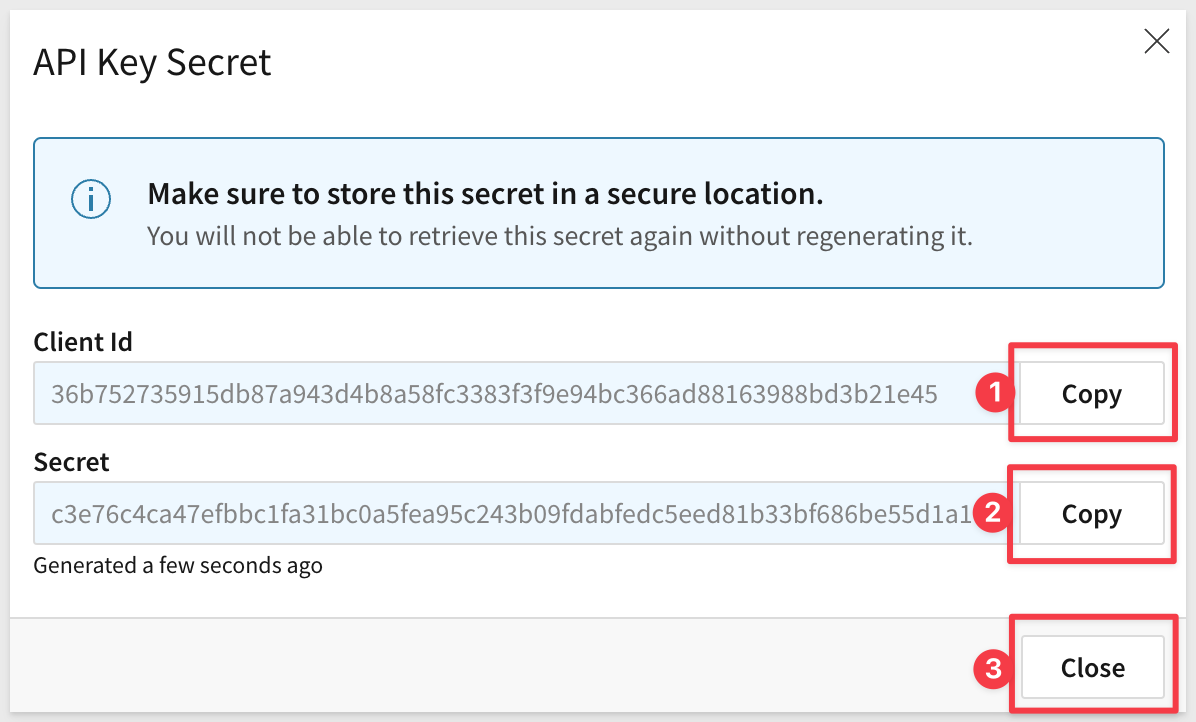 API Key Secret
Make sure to store this secret in a secure location.
You will not be able to retrieve this secret again without regenerating it.
Client Id
36b752735915db87a943d4b8a58fc3383f3f9e94bc366ad88163988bd3b21e45
1
Copy
Secret
c3e76c4ca47efbbc1fa31bc0a5fea95c243b09fdabfedc5eed81b33bf686be55d1a1
2
Copy
Generated a few seconds ago
3
Close